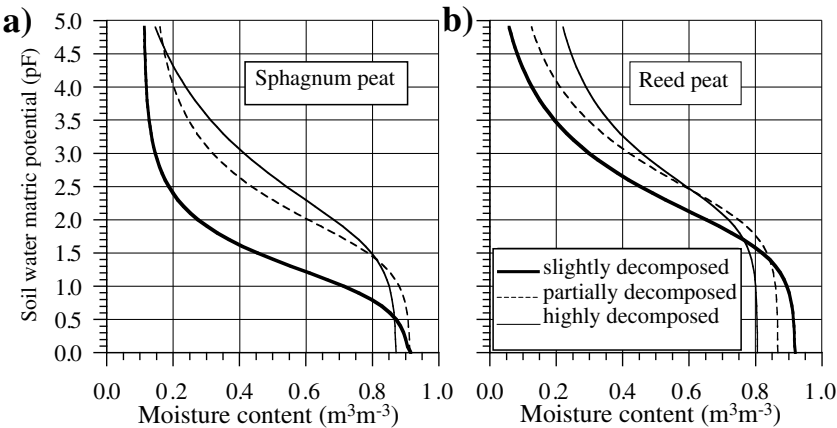 a)
Soil water matric potential (pF)
5.0
4.5
4.0
3.5
3.0
2.5
2.0
1.5
1.0
0.5
0.0
Sphagnum peat
0.0 0.2 0.4 0.6 0.8 1.0
Moisture content (m³m⁻³)
b)
Reed peat
slightly decomposed
partially decomposed
highly decomposed
0.0 0.2 0.4 0.6 0.8 1.0
Moisture content (m³m⁻³)